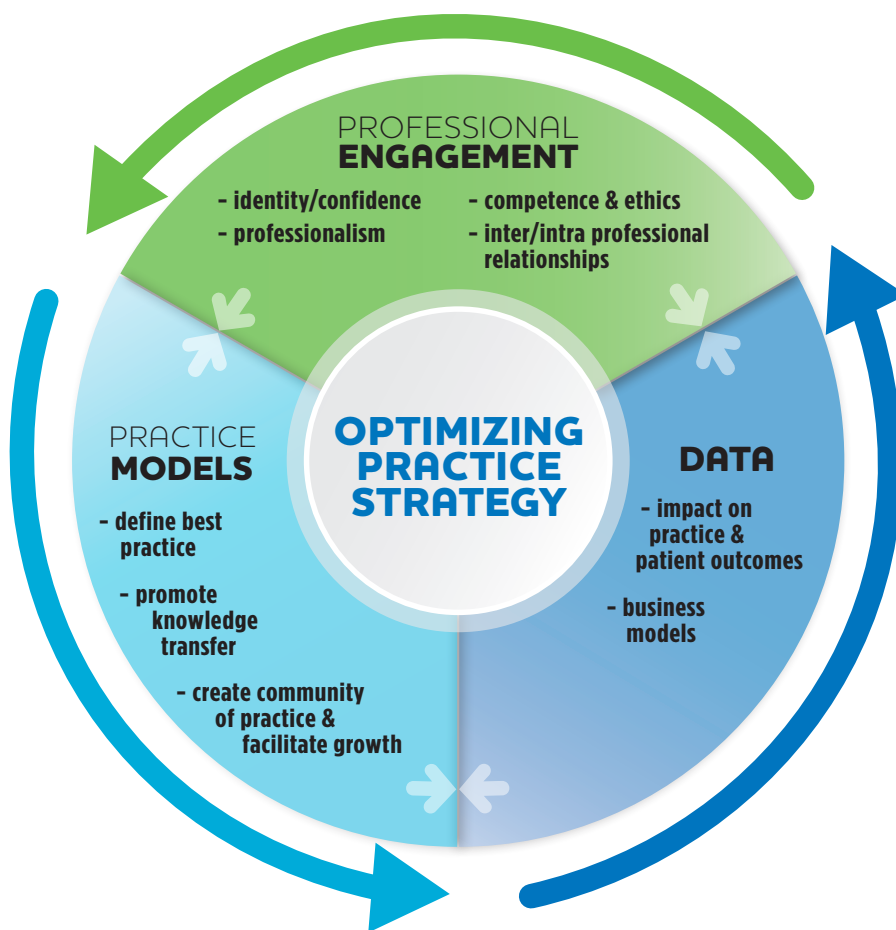 PROFESSIONAL
ENGAGEMENT
- identity/confidence
- professionalism
- competence & ethics
- inter/intra professional
relationships
PRACTICE
MODELS
- define best
practice
- promote
knowledge
transfer
- create community
of practice &
facilitate growth
OPTIMIZING
PRACTICE
STRATEGY
DATA
- impact on
practice &
patient outcomes
- business
models